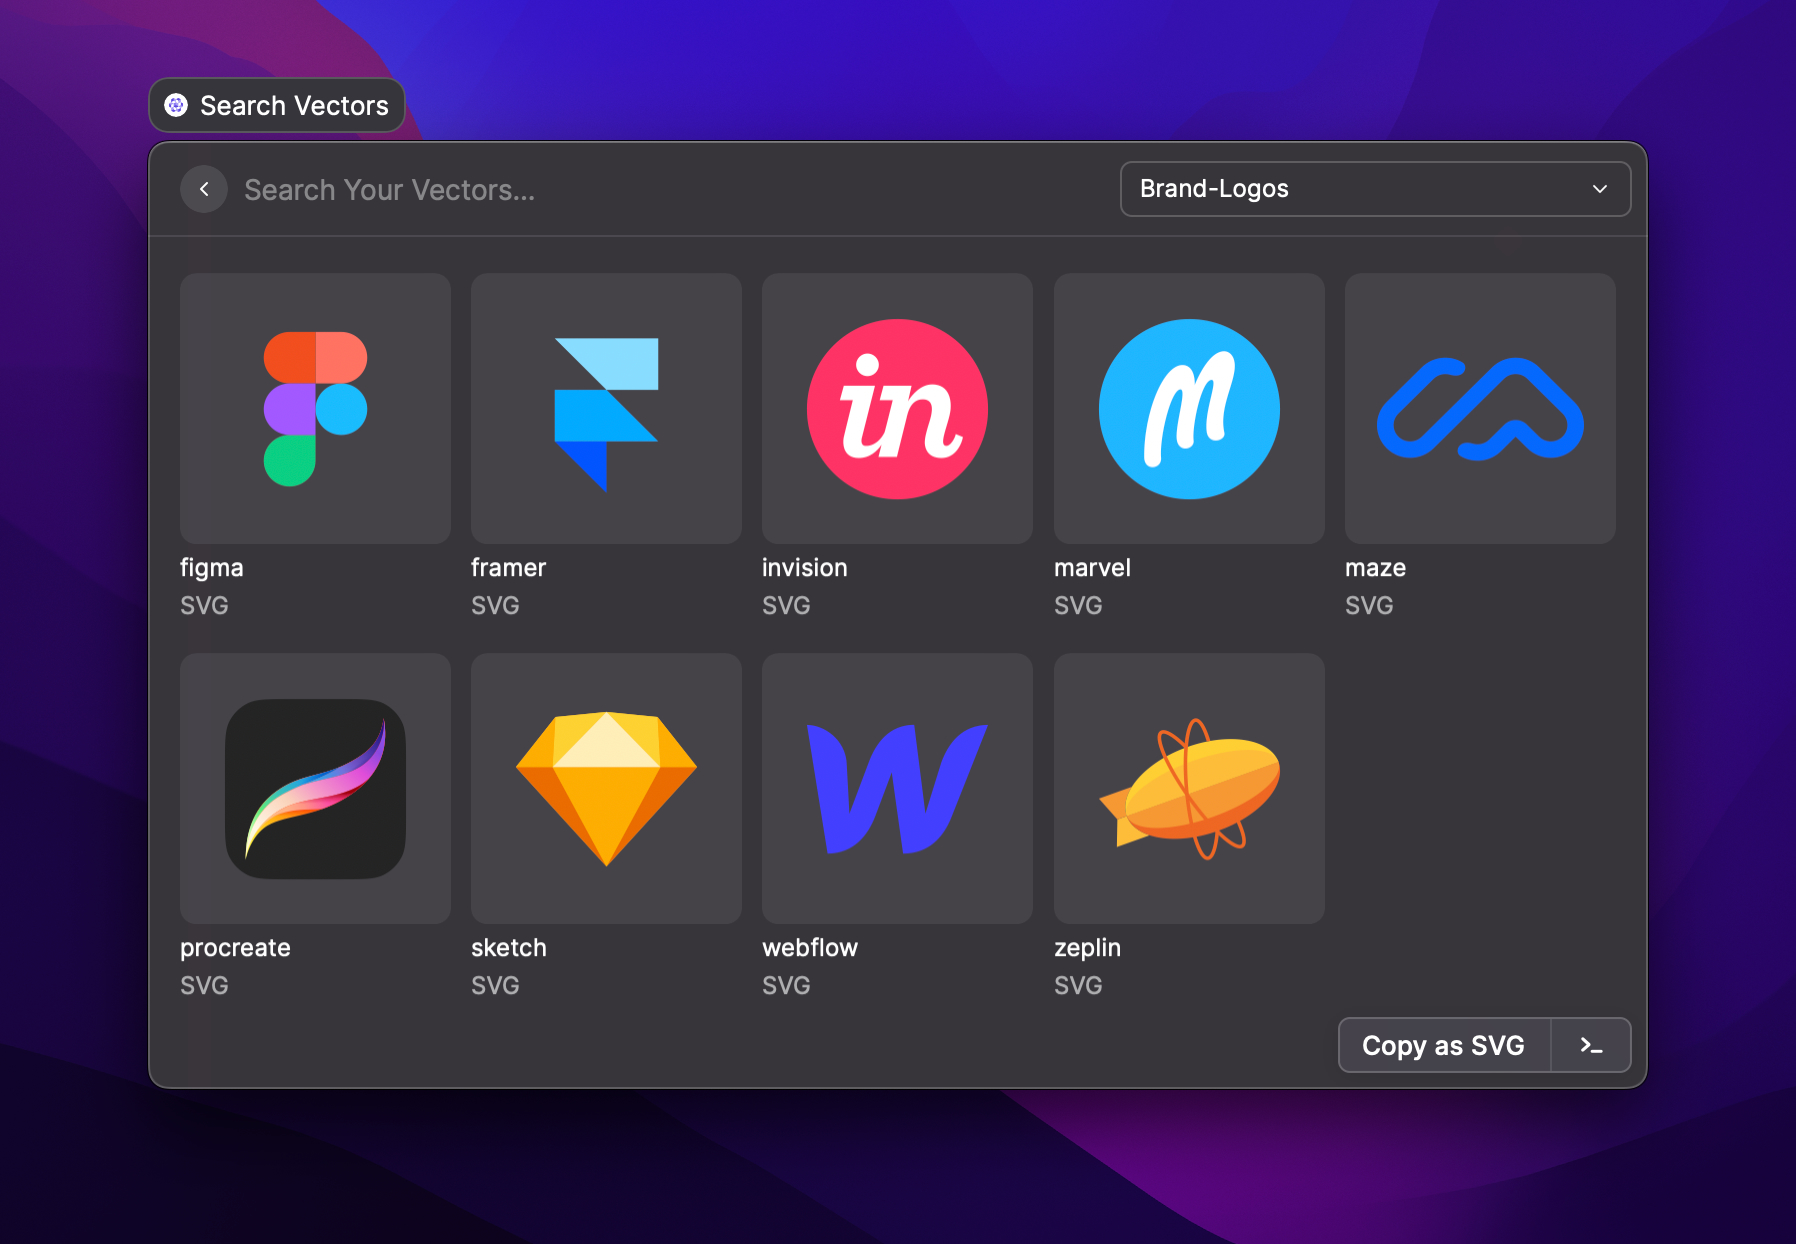 Search Vectors
Search Your Vectors...
Brand-Logos
in
M
figma
SVG
framer
SVG
invision
SVG
marvel
SVG
maze
SVG
W
procreate
SVG
sketch
SVG
webflow
SVG
zeplin
SVG
Copy as SVG
>_